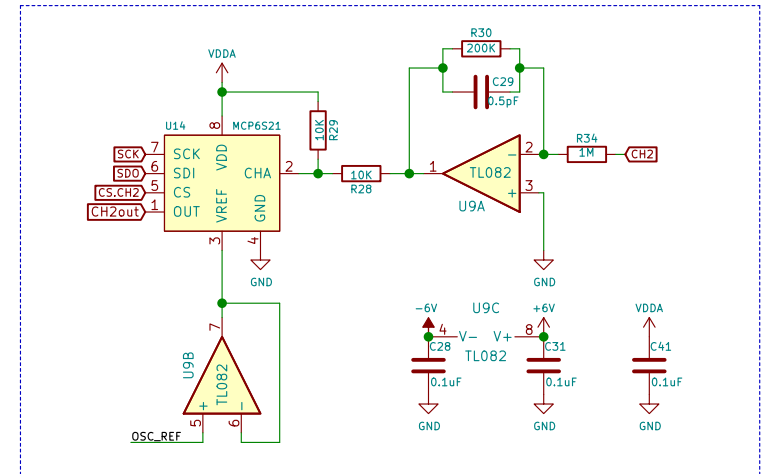 R30
200K
C29
0.5pF
VDDA
U14
MCP6S21
8
10K
R29
SCK
7
SCK
VDD
SDO
6
SDI
CHA
2
CS.CH2
5
CS
CH2out
1
OUT
VREF
GND
3
4
GND
10K
R28
1
TL082
U9A
2
-
3
+
R34
1M
CH2
GND
7
U9B
TL082
+
-
5
6
OSC_REF
-6V
U9C
+6V
VDDA
4
V-
V+
8
TL082
C28
0.1uF
C31
0.1uF
C41
0.1uF
GND
GND
GND